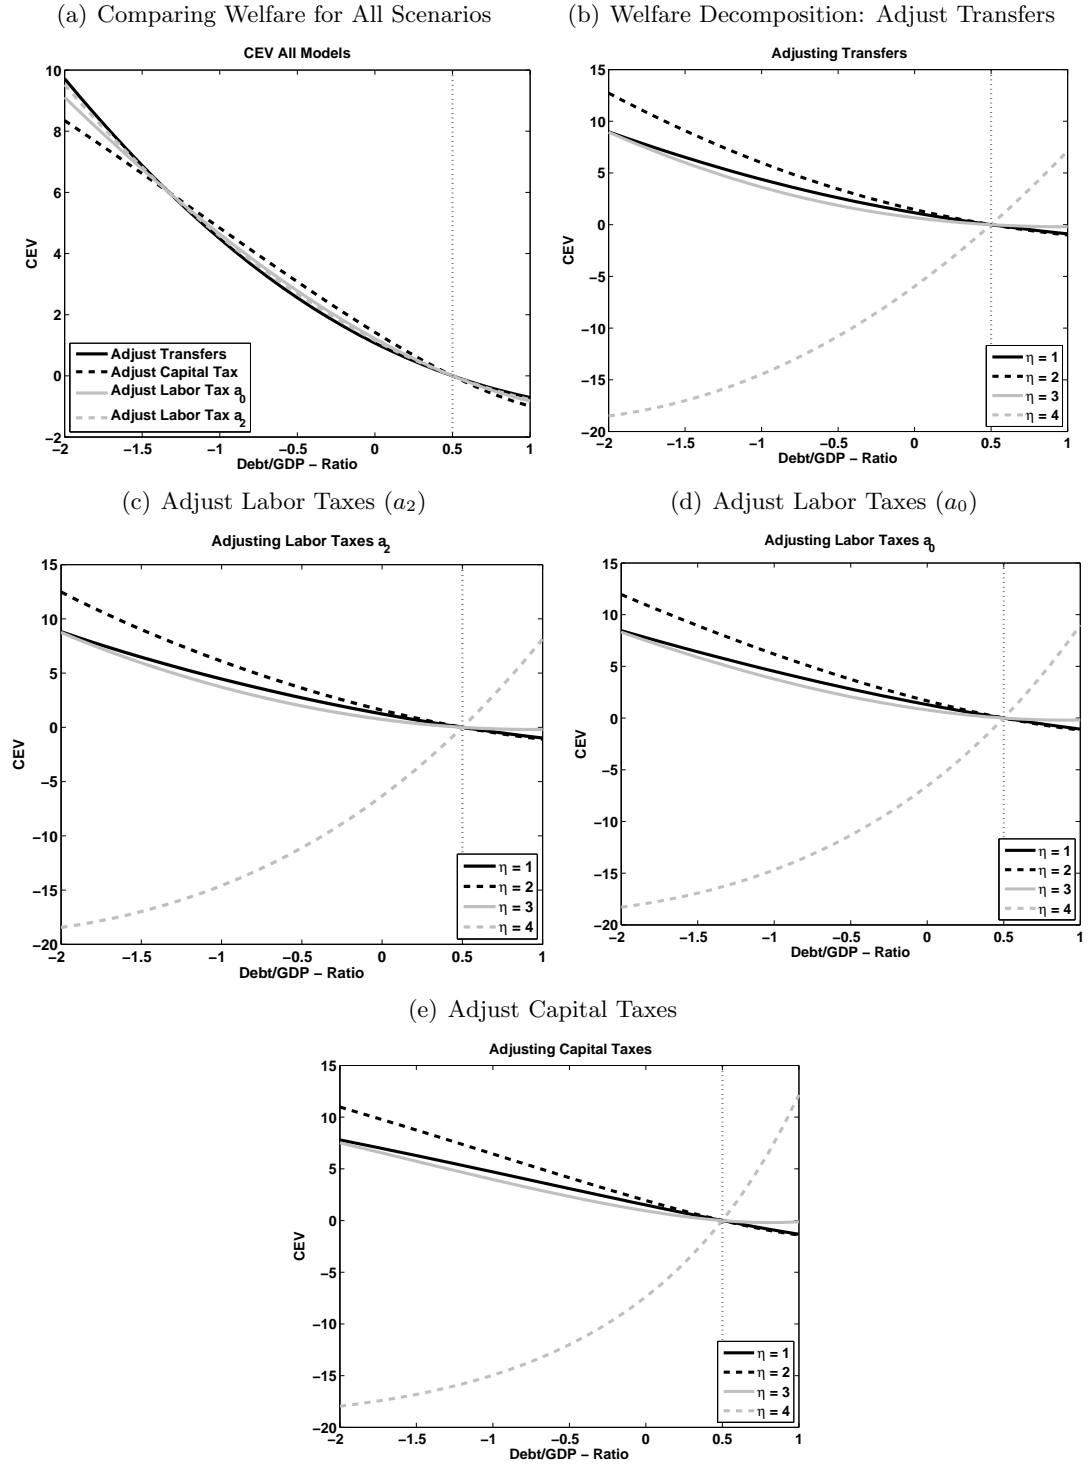 (a) Comparing Welfare for All Scenarios
CEV All Models
10
8
6
4
2
0
−2
CEV
−2 −1.5 −1 −0.5 0 0.5 1
Debt/GDP − Ratio
Adjust Transfers
Adjust Capital Tax
Adjust Labor Tax a0
Adjust Labor Tax a2
(b) Welfare Decomposition: Adjust Transfers
Adjusting Transfers
15
10
5
0
−5
−10
−15
−20
CEV
−2 −1.5 −1 −0.5 0 0.5 1
Debt/GDP − Ratio
η = 1
η = 2
η = 3
η = 4
(c) Adjust Labor Taxes (a2)
Adjusting Labor Taxes a2
15
10
5
0
−5
−10
−15
−20
CEV
−2 −1.5 −1 −0.5 0 0.5 1
Debt/GDP − Ratio
η = 1
η = 2
η = 3
η = 4
(d) Adjust Labor Taxes (a0)
Adjusting Labor Taxes a0
15
10
5
0
−5
−10
−15
−20
CEV
−2 −1.5 −1 −0.5 0 0.5 1
Debt/GDP − Ratio
η = 1
η = 2
η = 3
η = 4
(e) Adjust Capital Taxes
Adjusting Capital Taxes
15
10
5
0
−5
−10
−15
−20
CEV
−2 −1.5 −1 −0.5 0 0.5 1
Debt/GDP − Ratio
η = 1
η = 2
η = 3
η = 4